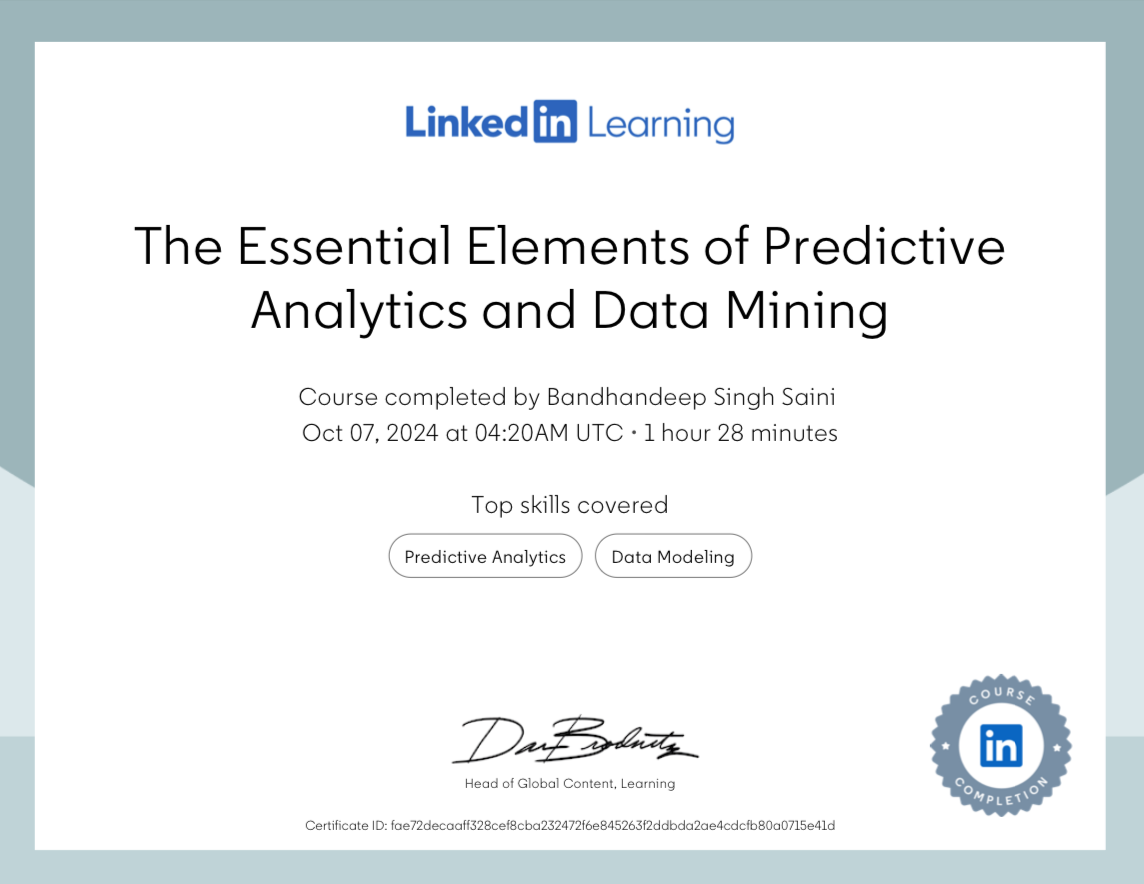 Linked in Learning
The Essential Elements of Predictive
Analytics and Data Mining
Course completed by Bandhandeep Singh Saini
Oct 07, 2024 at 04:20AM UTC • 1 hour 28 minutes
Top skills covered
Predictive Analytics
Data Modeling
Dan Brodnitz
Head of Global Content, Learning
Certificate ID: fae72decaaff328cef8cba232472f6e845263f2ddbda2ae4cdcfb80a0715e41d
COURSE
in
COMPLETION